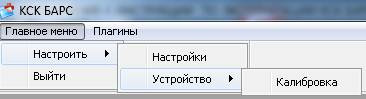 КСК БАРС
Главное меню Плагины
Настроить Настройки
Выйти Устройство Калибровка